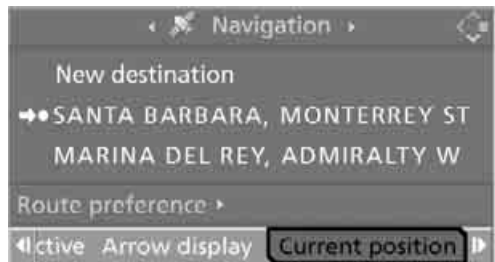 Navigation
New destination
SANTA BARBARA, MONTERREY ST
MARINA DEL REY, ADMIRALTY W
Route preference
ctive Arrow display Current position